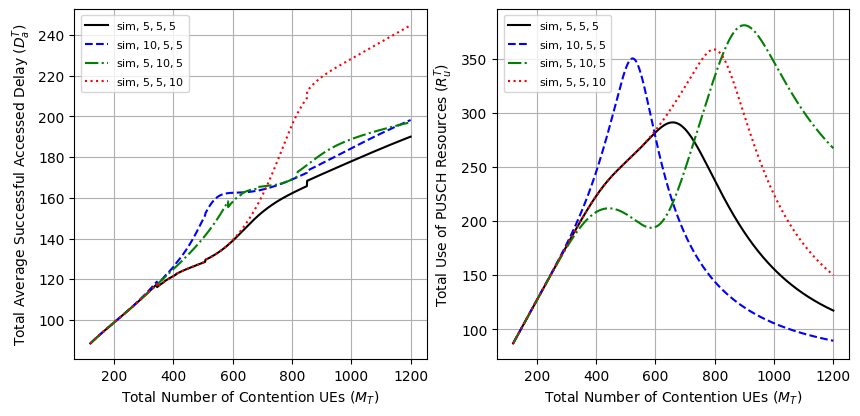 sim, 5, 5, 5
sim, 10, 5, 5
sim, 5, 10, 5
sim, 5, 5, 10
240
220
200
180
160
140
120
100
200
400
600
800
1000
1200
Total Average Successful Accessed Delay ($D_a^T$)
Total Number of Contention UEs ($M_T$)
sim, 5, 5, 5
sim, 10, 5, 5
sim, 5, 10, 5
sim, 5, 5, 10
350
300
250
200
150
100
200
400
600
800
1000
1200
Total Use of PUSCH Resources ($R_u^T$)
Total Number of Contention UEs ($M_T$)